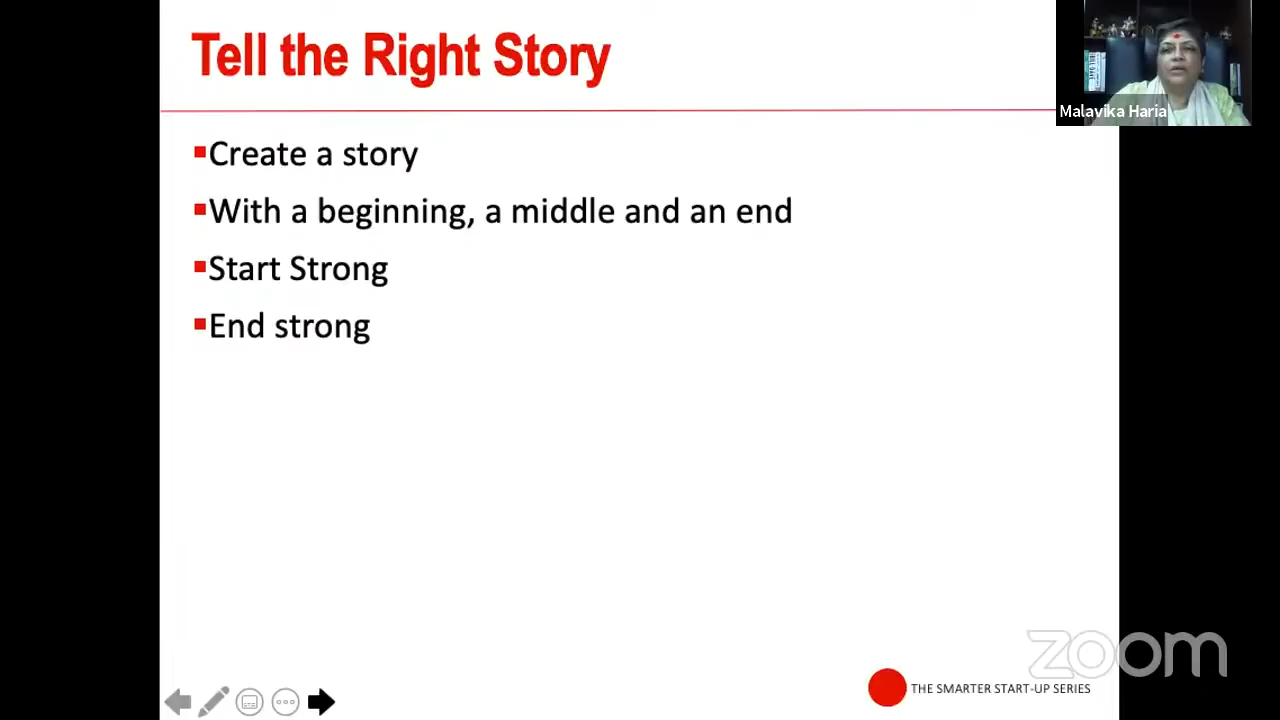 Tell the Right Story
Malavika Haria
Create a story
With a beginning, a middle and an end
Start Strong
End strong
zoom
THE SMARTER START-UP SERIES